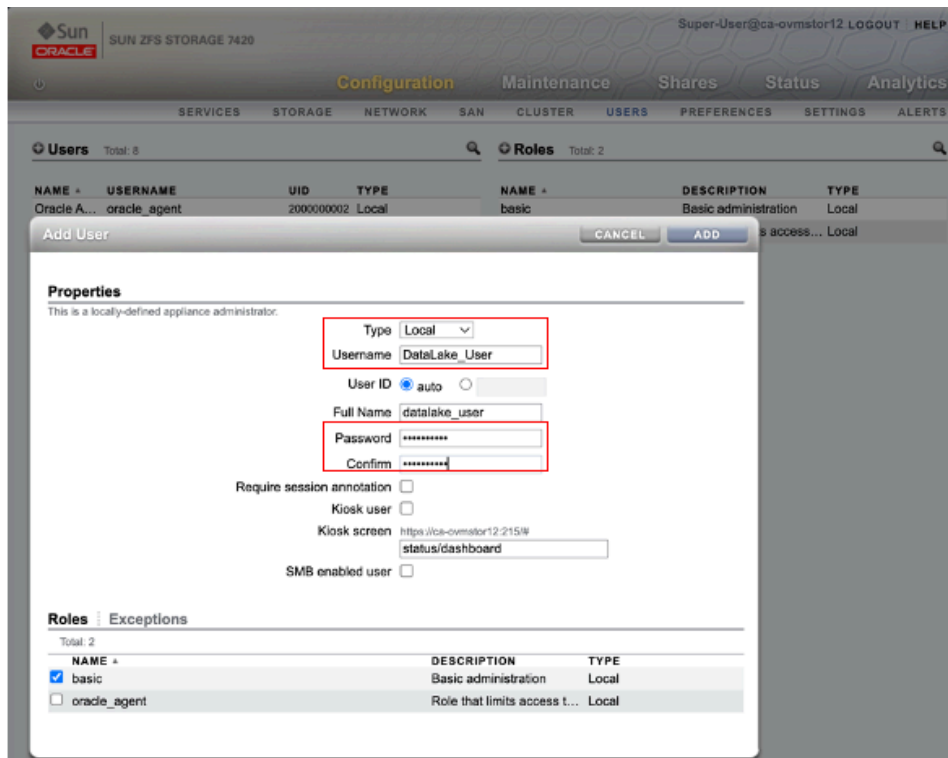 Sun
ORACLE
SUN ZFS STORAGE 7420
Super-User@ca-ovmstor12 LOGOUT HELP
Configuration Maintenance Shares Status Analytics
SERVICES STORAGE NETWORK SAN CLUSTER USERS PREFERENCES SETTINGS ALERTS
Users Total: 8
Roles Total: 2
NAME USERNAME UID TYPE
NAME DESCRIPTION TYPE
Oracle A... oracle_agent 2000000002 Local
basic Basic administration Local
s access... Local
Add User CANCEL ADD
Properties
This is a locally-defined appliance administrator.
Type Local
Username DataLake_User
User ID auto
Full Name datalake_user
Password ••••••••••
Confirm ••••••••••
Require session annotation
Kiosk user
Kiosk screen https://ca-ovmstor12:215/#
status/dashboard
SMB enabled user
Roles Exceptions
Total: 2
NAME DESCRIPTION TYPE
basic Basic administration Local
oracle_agent Role that limits access t... Local